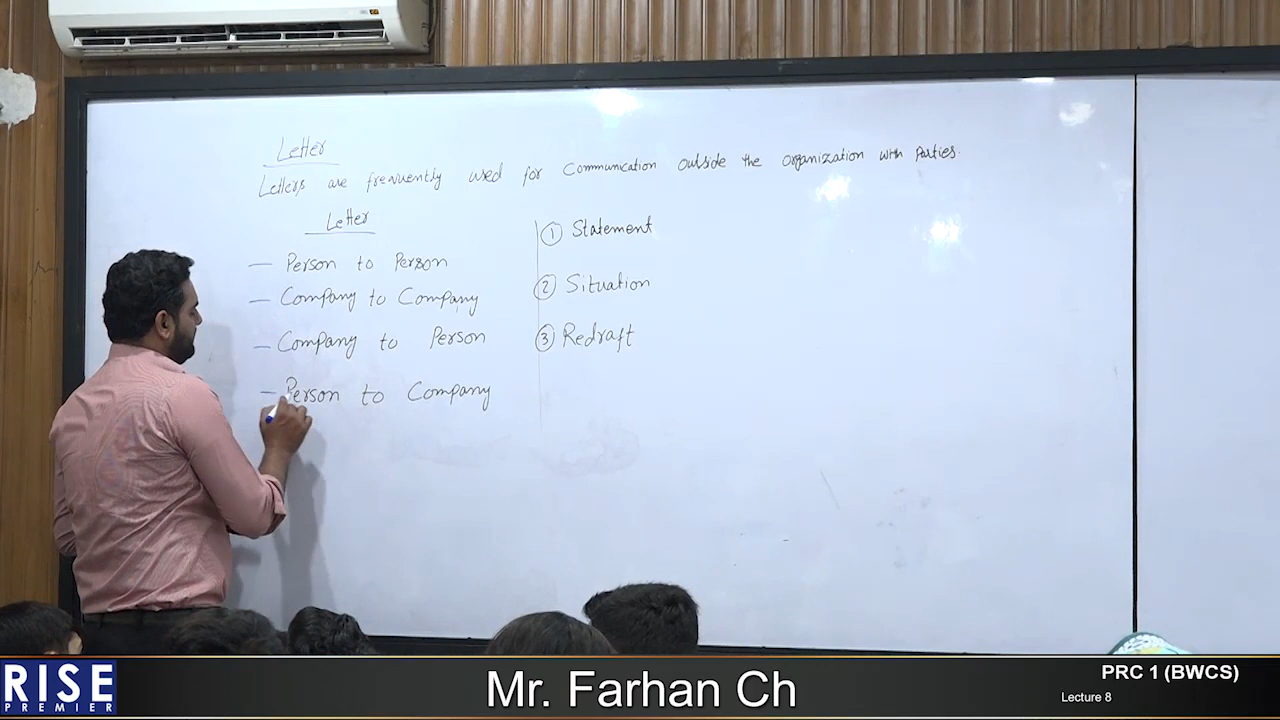 Letter
Letters are frequently used for Communication outside the organization with Parties.
Letter
— Person to Person
— Company to Company
— Company to Person
— Person to Company
① Statement
② Situation
③ Redraft
RISE
PREMIER
Mr. Farhan Ch
PRC 1 (BWCS)
Lecture 8